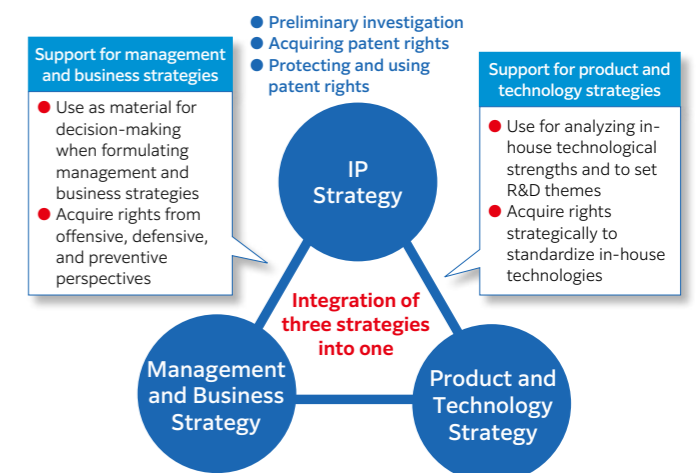 ● Preliminary investigation
● Acquiring patent rights
● Protecting and using
patent rights
Support for management
and business strategies
● Use as material for
decision-making
when formulating
management and
business strategies
● Acquire rights from
offensive, defensive,
and preventive
perspectives
Support for product and
technology strategies
● Use for analyzing in-
house technological
strengths and to set
R&D themes
● Acquire rights
strategically to
standardize in-house
technologies
IP
Strategy
Integration of
three strategies
into one
Management
and Business
Strategy
Product and
Technology
Strategy